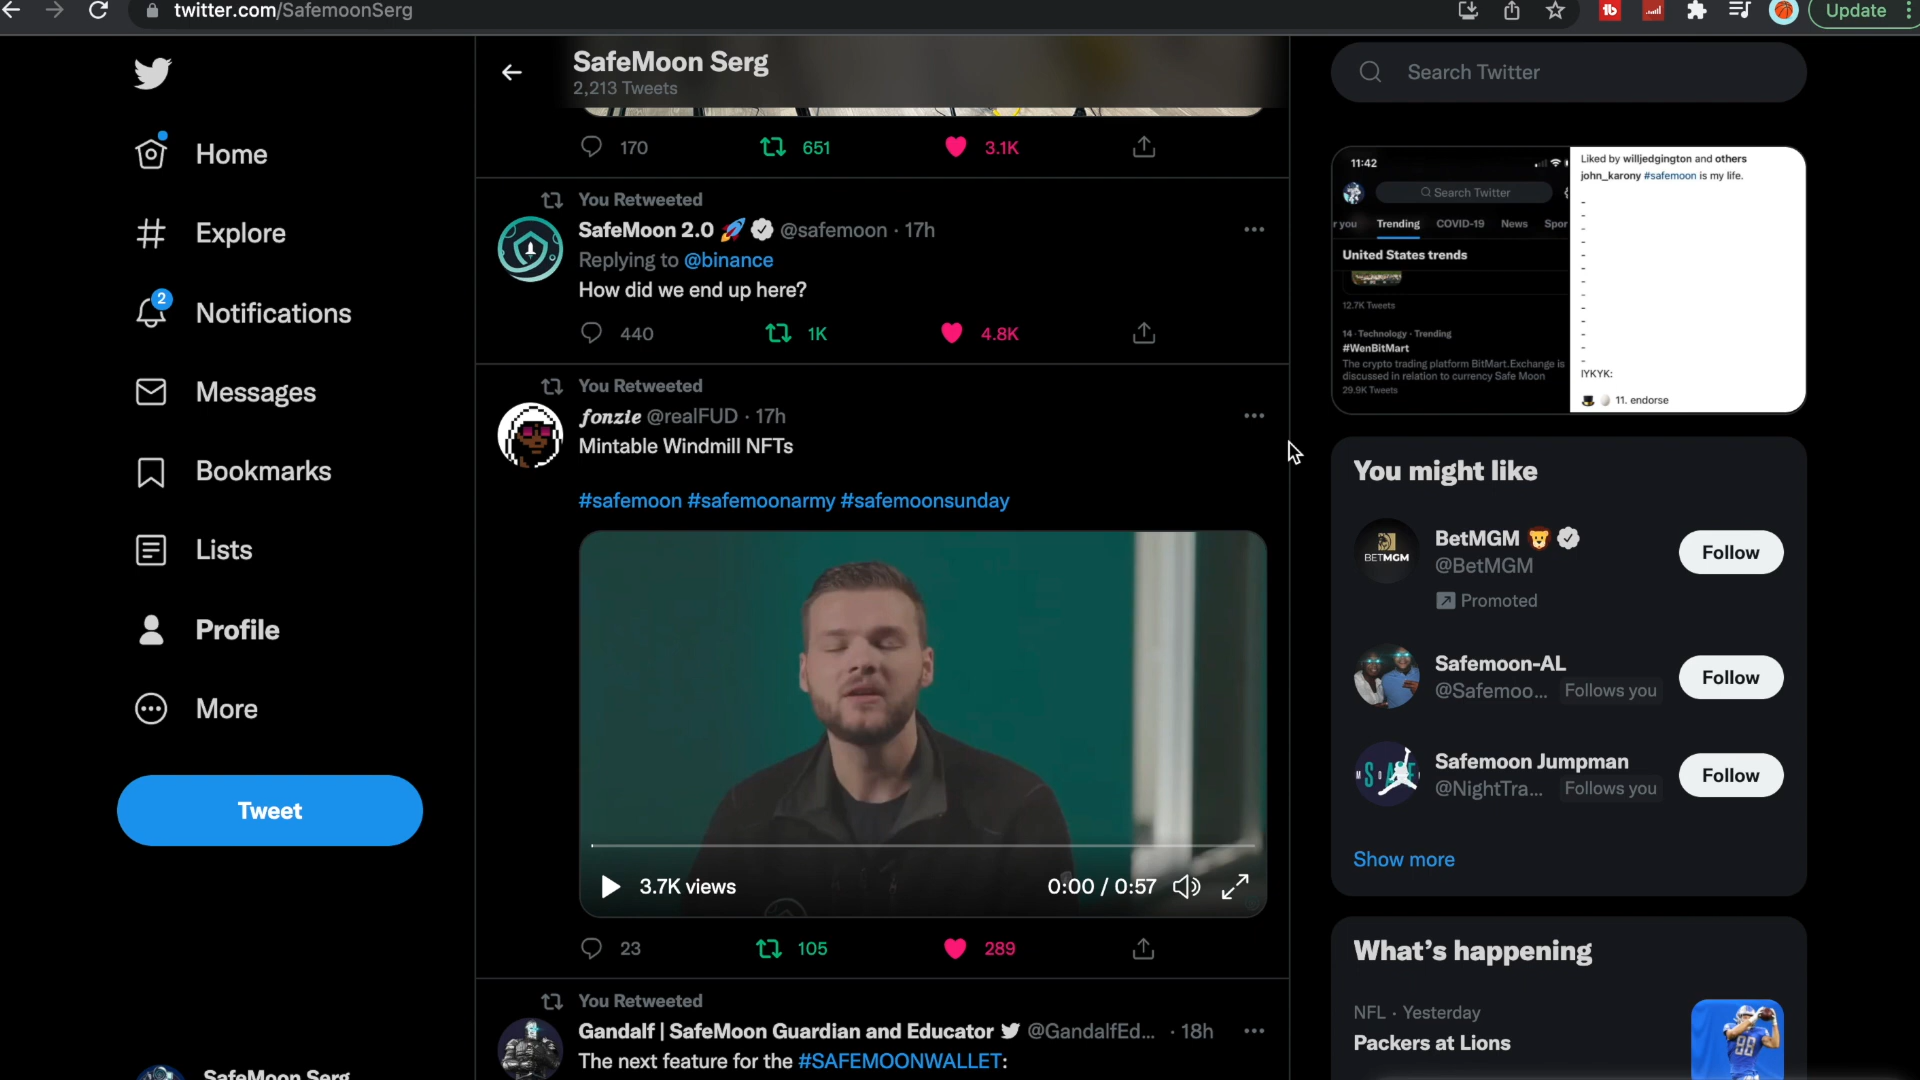 twitter.com/SafemoonSerg
Update
SafeMoon Serg
2,213 Tweets
Home
Explore
2
Notifications
Messages
Bookmarks
Lists
Profile
More
Tweet
SafeMoon Serg
170
651
3.1K
You Retweeted
SafeMoon 2.0 🚀 @safemoon · 17h
Replying to @binance
How did we end up here?
440
1K
4.8K
You Retweeted
fonzie @realFUD · 17h
Mintable Windmill NFTs
#safemoon #safemoonarmy #safemoonsunday
3.7K views
0:00 / 0:57
23
105
289
You Retweeted
Gandalf | SafeMoon Guardian and Educator @GandalfEd... · 18h
The next feature for the #SAFEMOONWALLET:
Search Twitter
11:42
Search Twitter
r you Trending COVID-19 News Spor
United States trends
12.7K Tweets
14 · Technology · Trending
#WenBitMart
The crypto trading platform BitMart.Exchange is
discussed in relation to currency Safe Moon
29.9K Tweets
Liked by willjedgington and others
john_karony #safemoon is my life.
-
-
-
-
-
-
-
-
-
-
-
-
-
IYKYK:
🎩 🥚 11. endorse
You might like
BETMGM
BetMGM 🦁
@BetMGM
Promoted
Follow
Safemoon-AL
@Safemoo... Follows you
Follow
Safemoon Jumpman
@NightTra... Follows you
Follow
Show more
What's happening
NFL · Yesterday
Packers at Lions
88